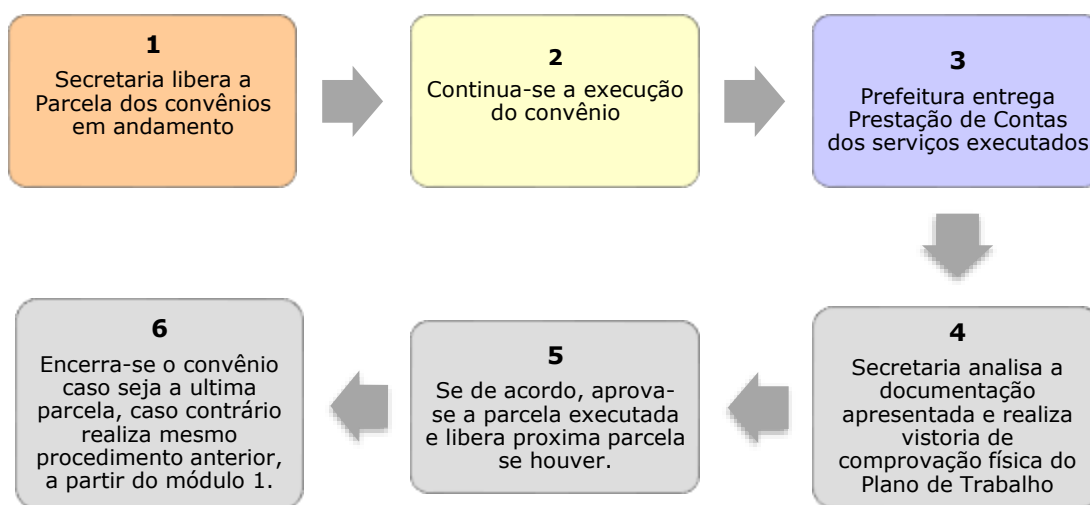 1
Secretaria libera a
Parcela dos convênios
em andamento
2
Continua-se a execução
do convênio
3
Prefeitura entrega
Prestação de Contas
dos serviços executados
4
Secretaria analisa a
documentação
apresentada e realiza
vistoria de
comprovação física do
Plano de Trabalho
5
Se de acordo, aprova-
se a parcela executada
e libera proxima parcela
se houver.
6
Encerra-se o convênio
caso seja a ultima
parcela, caso contrário
realiza mesmo
procedimento anterior,
a partir do módulo 1.